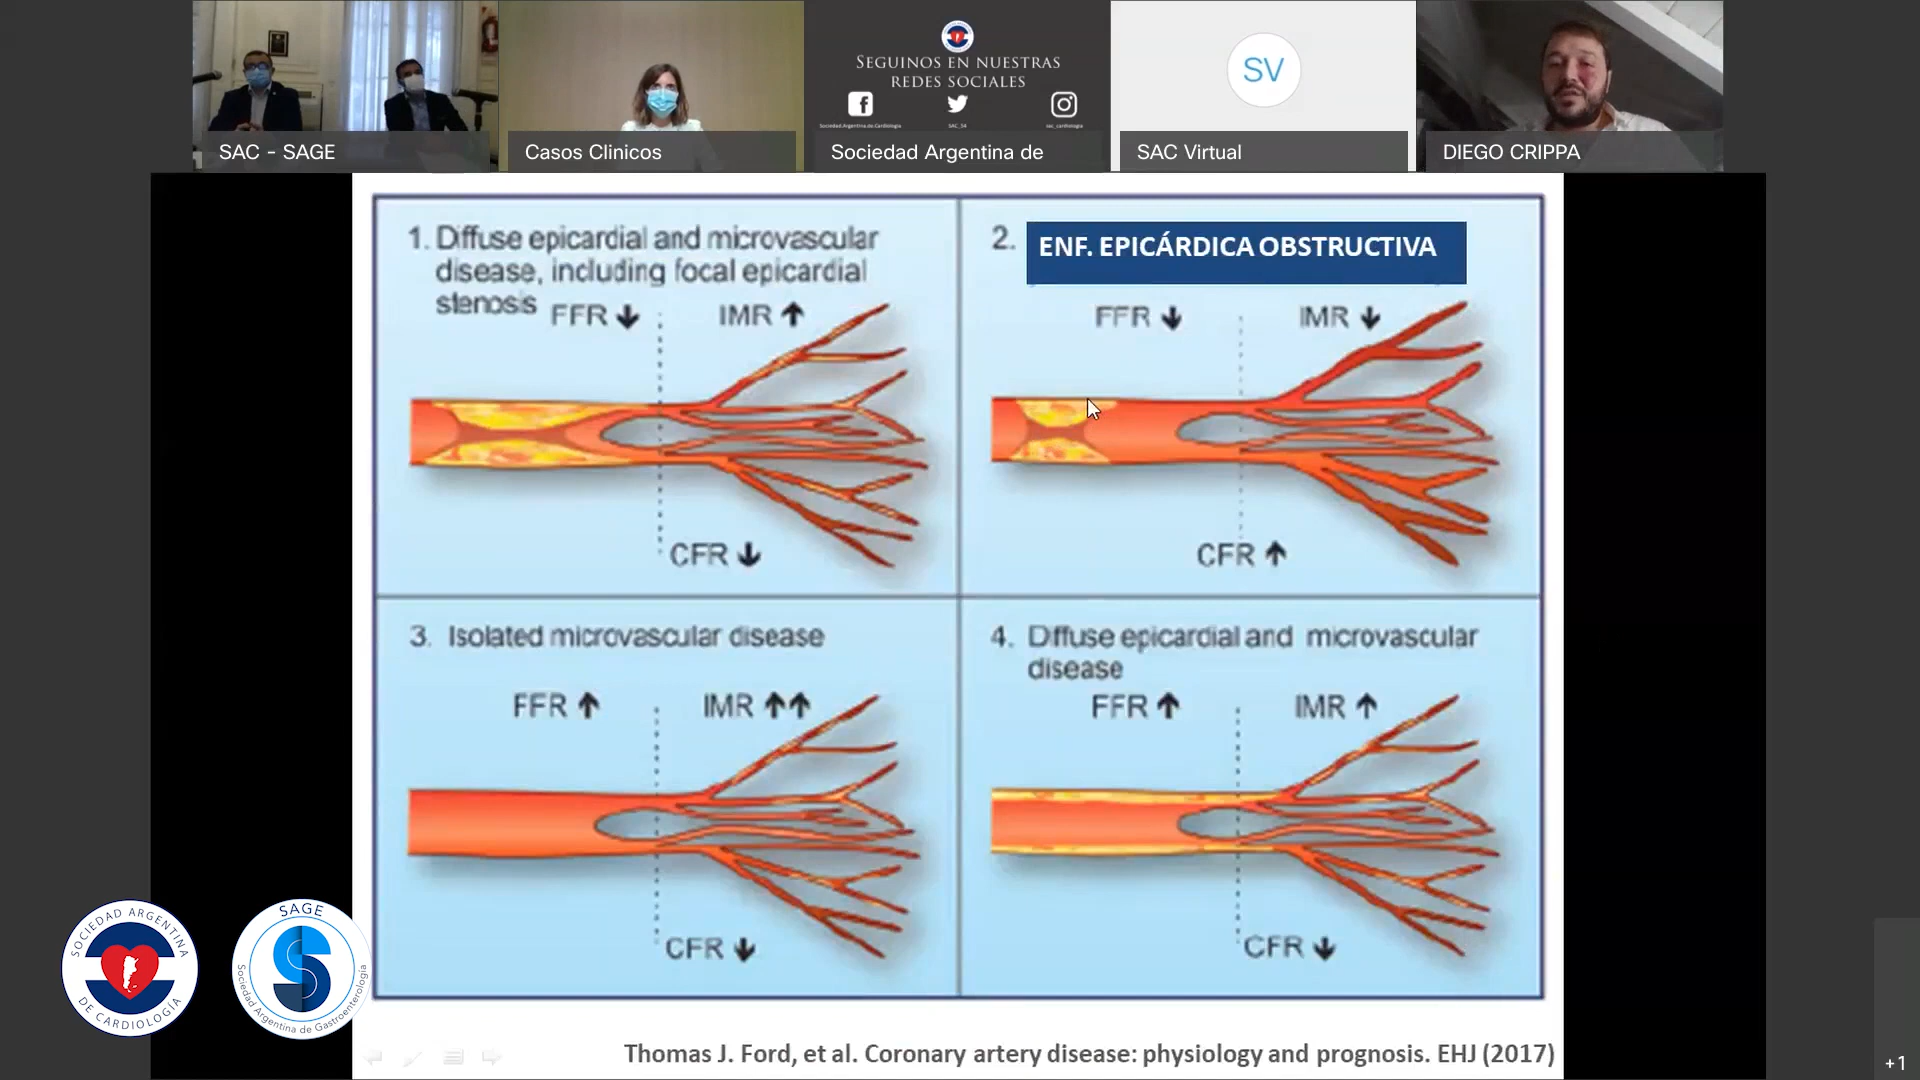 SEGUINOS EN NUESTRAS
REDES SOCIALES
Sociedad.Argentina.de.Cardiología
SAC_54
sac_cardiologia
SV
SAC - SAGE
Casos Clinicos
Sociedad Argentina de
SAC Virtual
DIEGO CRIPPA
1. Diffuse epicardial and microvascular
disease, including focal epicardial
stenosis
FFR ↓
IMR ↑
CFR ↓
2. ENF. EPICÁRDICA OBSTRUCTIVA
FFR ↓
IMR ↓
CFR ↑
3. Isolated microvascular disease
FFR ↑
IMR ↑↑
CFR ↓
4. Diffuse epicardial and microvascular
disease
FFR ↑
IMR ↑
CFR ↓
SOCIEDAD ARGENTINA
DE CARDIOLOGÍA
SAGE
Sociedad Argentina de Gastroenterología
Thomas J. Ford, et al. Coronary artery disease: physiology and prognosis. EHJ (2017)
+1